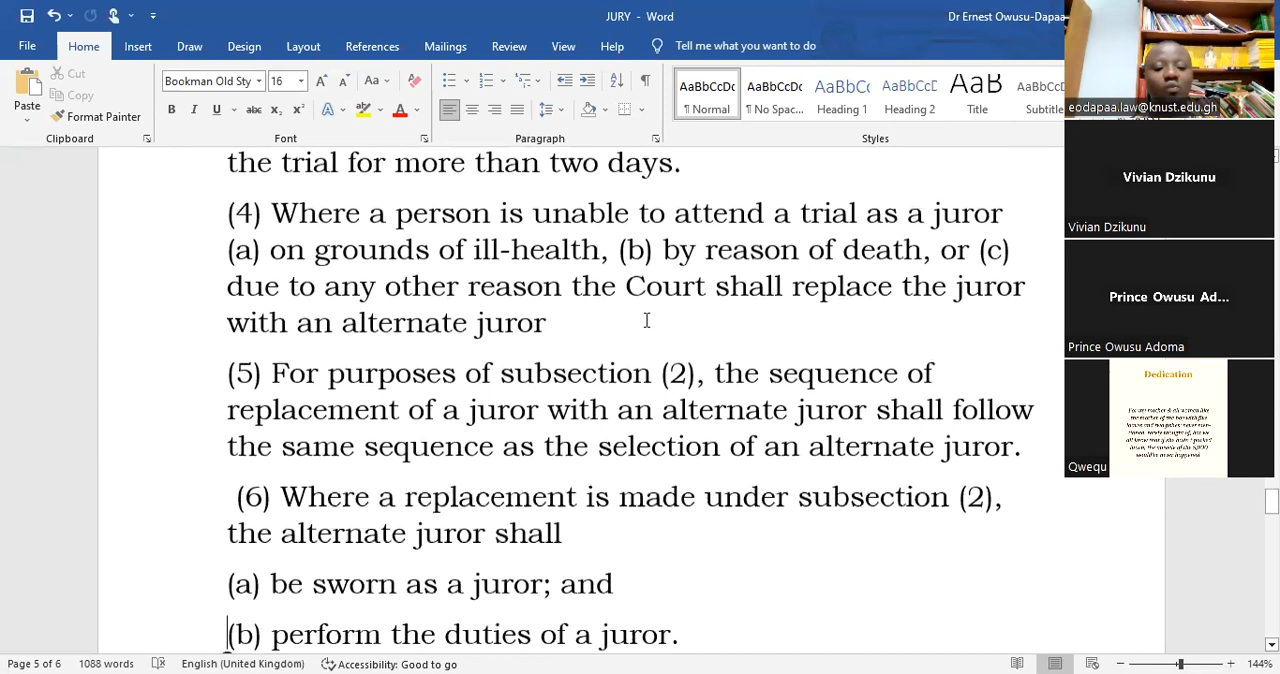 JURY - Word
Dr Ernest Owusu-Dapaa
File Home Insert Draw Design Layout References Mailings Review View Help Tell me what you want to do
Paste
Cut
Copy
Format Painter
Clipboard
Bookman Old Sty 16
Aa
B I U abc x₂ x² A A
Font
Paragraph
AaBbCcDc AaBbCcDc AaBbCcD AaBbCcD AaB AaBbCcD
¶ Normal ¶ No Spac... Heading 1 Heading 2 Title Subtitle
Styles
the trial for more than two days.
(4) Where a person is unable to attend a trial as a juror
(a) on grounds of ill-health, (b) by reason of death, or (c)
due to any other reason the Court shall replace the juror
with an alternate juror
(5) For purposes of subsection (2), the sequence of
replacement of a juror with an alternate juror shall follow
the same sequence as the selection of an alternate juror.
(6) Where a replacement is made under subsection (2),
the alternate juror shall
(a) be sworn as a juror; and
(b) perform the duties of a juror.
eodapaa.law@knust.edu.gh
Vivian Dzikunu
Vivian Dzikunu
Prince Owusu Ad...
Prince Owusu Adoma
Dedication
Qwequ
Page 5 of 6 1088 words English (United Kingdom) Accessibility: Good to go 144%